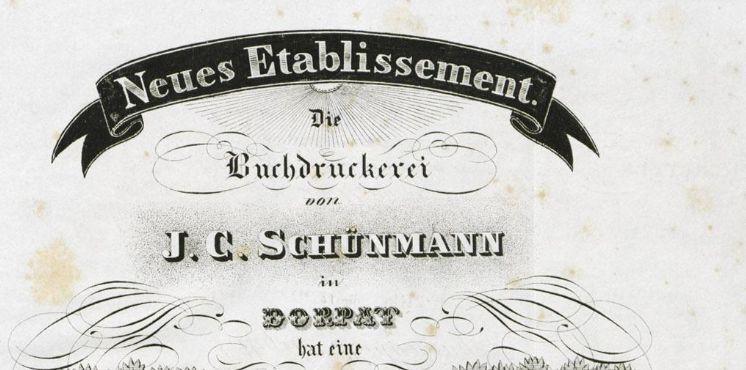 Neues Etablissement.
Die
Buchdruckerei
von
J. C. SCHÜNMANN
in
DORPAT
hat eine